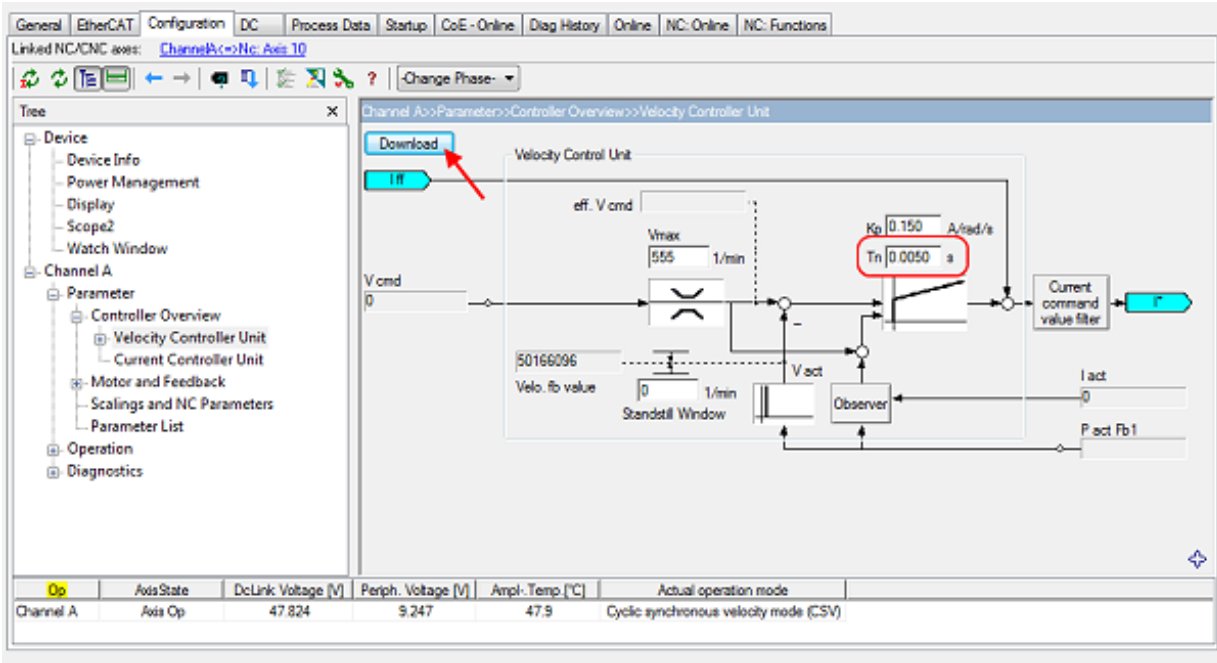 General EtherCAT Configuration DC Process Data Startup CoE - Online Diag History Online NC: Online NC: Functions
Linked NC/CNC axes: ChannelA<=>Nc: Axis 10
? -Change Phase-
Tree x
Channel A>>Parameter>>Controller Overview>>Velocity Controller Unit
Device
Device Info
Power Management
Display
Scope2
Watch Window
Channel A
Parameter
Controller Overview
Velocity Controller Unit
Current Controller Unit
Motor and Feedback
Scalings and NC Parameters
Parameter List
Operation
Diagnostics
Download
Velocity Control Unit
I ff
eff. V cmd
Vmax
555 1/min
Kp 0.150 A/rad/s
Tn 0.0050 s
V cmd
0
Current
command
value filter
I*
50166096
Velo. fb value
0 1/min
Standstill Window
V act
Observer
I act
0
P act Fb1
Op AxisState DcLink Voltage [V] Periph. Voltage [V] Ampl-.Temp.[°C] Actual operation mode
Channel A Axis Op 47.824 9.247 47.9 Cyclic synchronous velocity mode (CSV)